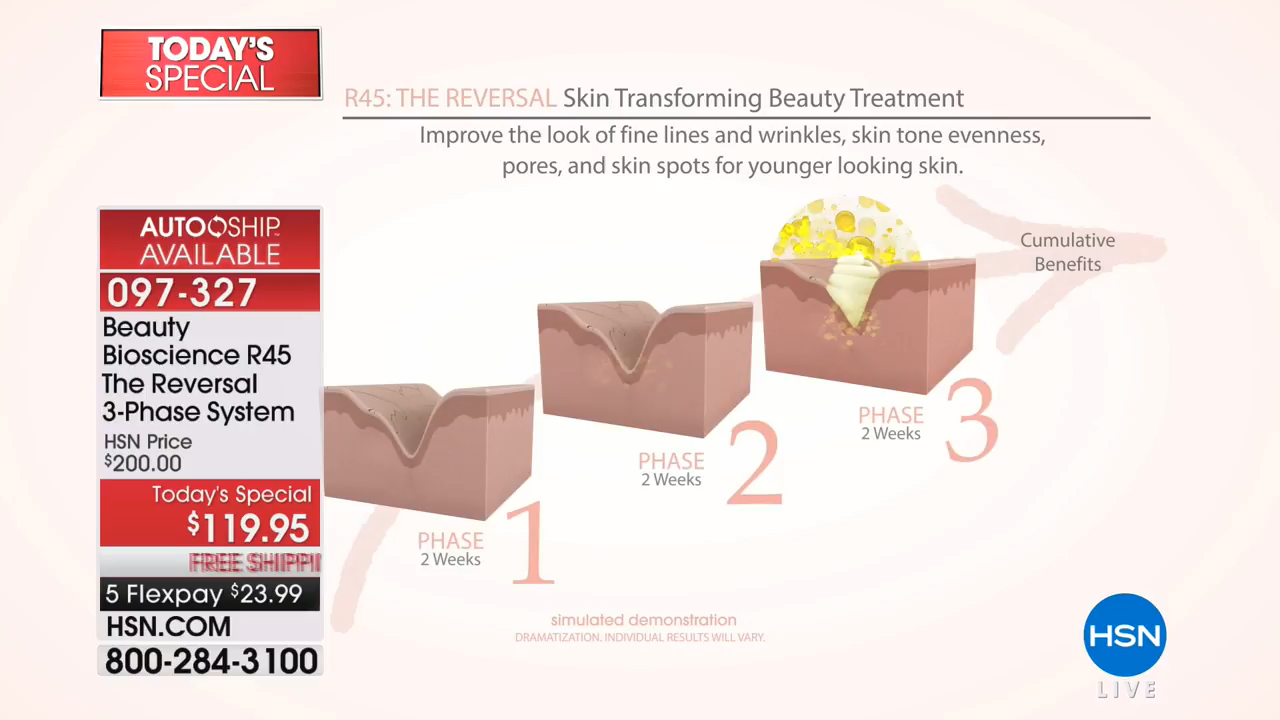 TODAY'S
SPECIAL
R45: THE REVERSAL Skin Transforming Beauty Treatment
Improve the look of fine lines and wrinkles, skin tone evenness,
pores, and skin spots for younger looking skin.
AUTO SHIP
AVAILABLE
097-327
Beauty
Bioscience R45
The Reversal
3-Phase System
HSN Price
$200.00
Today's Special
$119.95
FREE SHIPPI
5 Flexpay $23.99
HSN.COM
800-284-3100
PHASE 1
2 Weeks
PHASE 2
2 Weeks
PHASE 3
2 Weeks
Cumulative
Benefits
simulated demonstration
DRAMATIZATION. INDIVIDUAL RESULTS WILL VARY.
HSN
LIVE